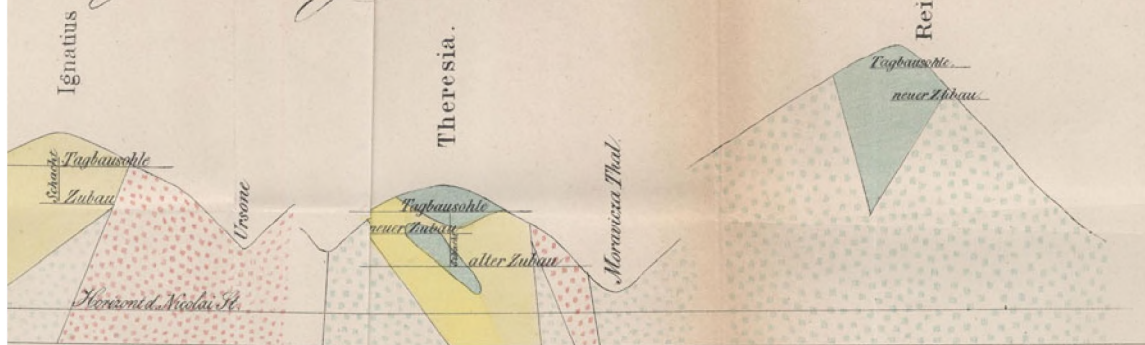 Ignatius
Theresia.
Rei
Tagbausohle.
neuer Zubau.
Schacht
Tagbausohle
Zubau
Ursone
Tagbausohle
neuer Zubau
alter Zubau
Moravicza Thal.
Horizont d. Nicolai St.